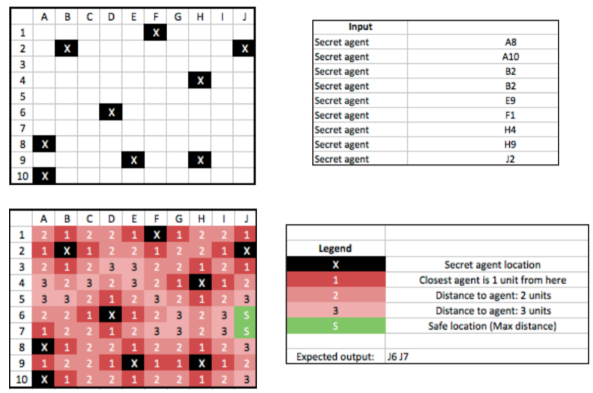 A B C D E F G H I J
1 X
2 X X
3
4 X
5
6 X
7
8 X
9 X X
10 X
Input
Secret agent A8
Secret agent A10
Secret agent B2
Secret agent B2
Secret agent E9
Secret agent F1
Secret agent H4
Secret agent H9
Secret agent J2
A B C D E F G H I J
1 2 1 2 2 1 X 1 2 2 1
2 1 X 1 2 2 1 2 2 1 X
3 2 1 2 3 3 2 2 1 2 1
4 3 2 3 2 3 2 1 X 1 2
5 3 3 2 1 2 3 2 1 2 3
6 2 2 1 X 1 2 3 2 3 S
7 1 2 2 1 2 3 3 2 3 S
8 X 1 2 2 1 2 2 1 2 3
9 1 2 2 1 X 1 1 X 1 2
10 X 1 2 2 1 2 2 1 2 3
Legend
X Secret agent location
1 Closest agent is 1 unit from here
2 Distance to agent: 2 units
3 Distance to agent: 3 units
S Safe location (Max distance)
Expected output: J6 J7